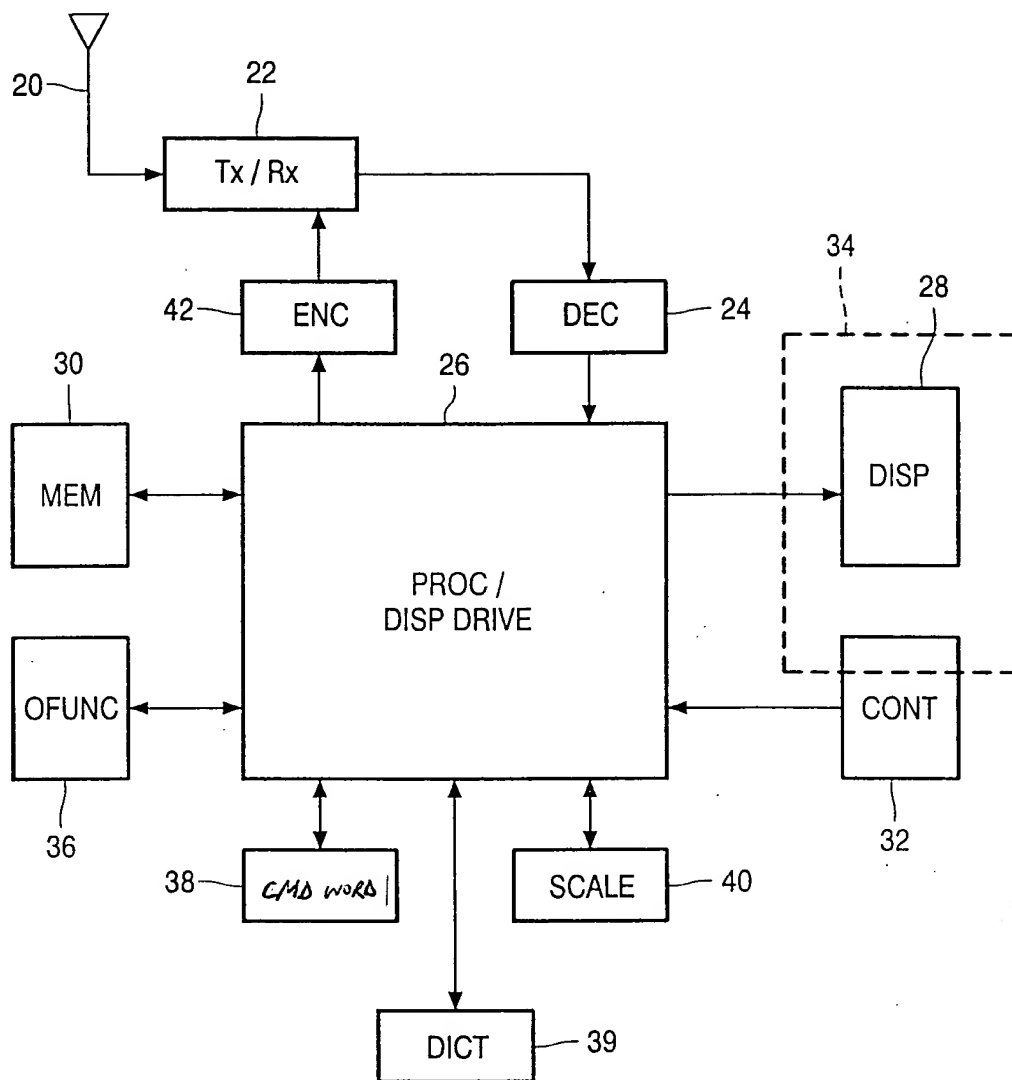 20
22
Tx / Rx
34
28
42
ENC
DEC
24
30
26
MEM
DISP
PROC /
DISP DRIVE
OFUNC
CONT
36
32
38
CMD WORD
SCALE
40
DICT
39